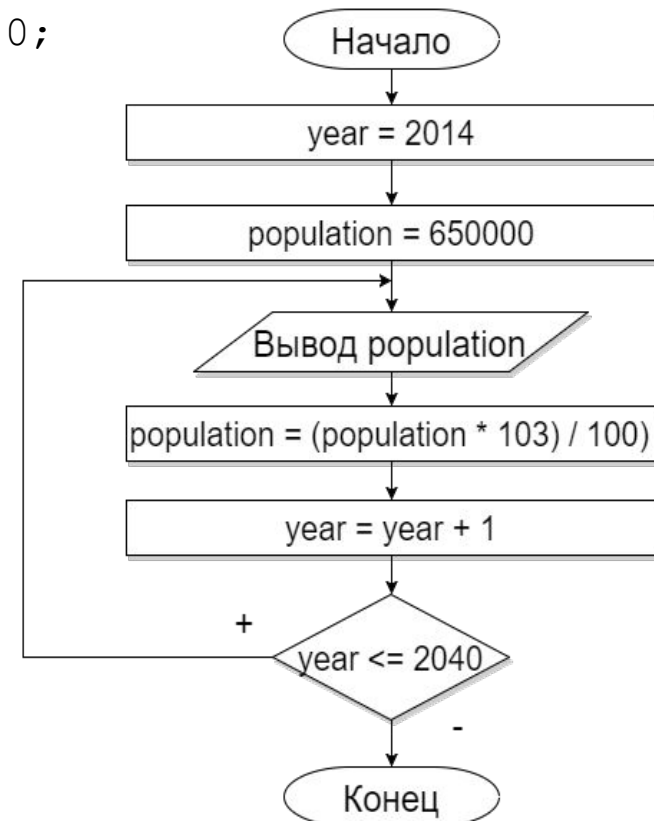 0;
Начало
year = 2014
population = 650000
Вывод population
population = (population * 103) / 100)
year = year + 1
+
year <= 2040
-
Конец